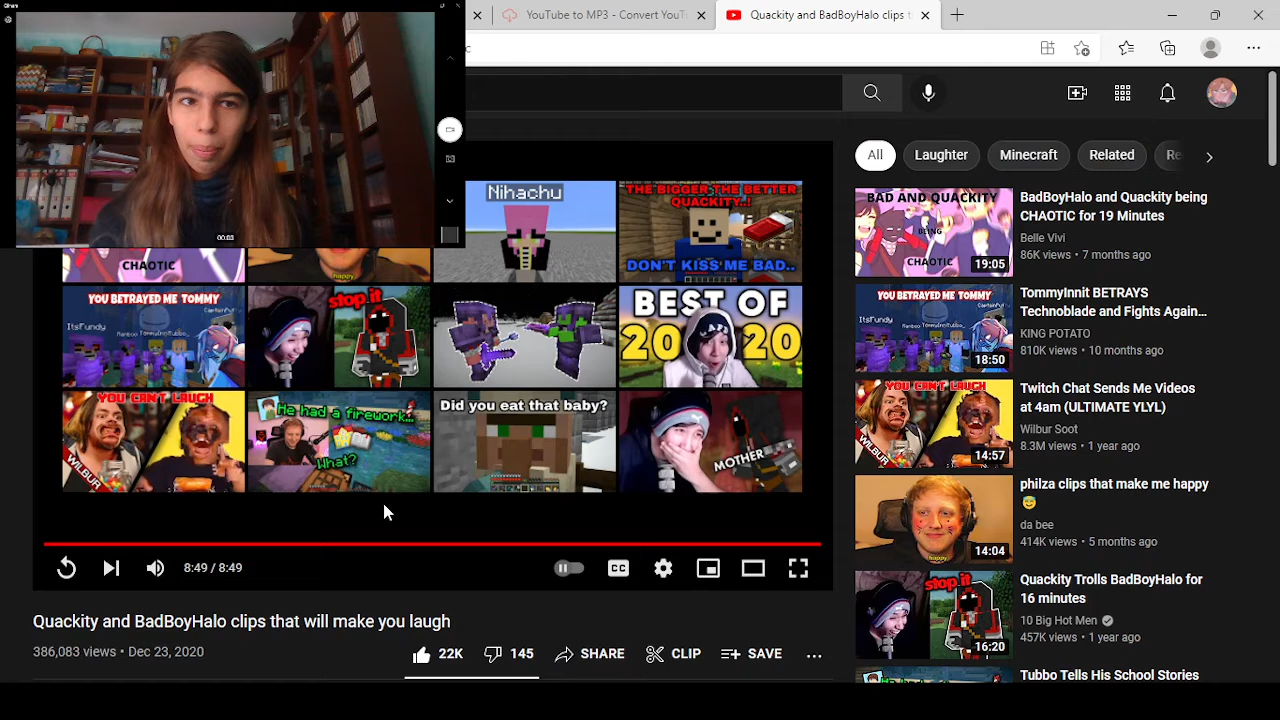 YouTube to MP3 - Convert YouT
Quackity and BadBoyHalo clips t
00:03
All
Laughter
Minecraft
Related
Re
CHAOTIC
happy
Nihachu
THE BIGGER THE BETTER
QUACKITY..!
DON'T KISS ME BAD..
YOU BETRAYED ME TOMMY
ItsFundy
stop it
BEST OF
2020
YOU CAN'T LAUGH
WILBUR
He had a firework...
What?
Did you eat that baby?
MOTHER
8:49 / 8:49
CC
Quackity and BadBoyHalo clips that will make you laugh
386,083 views • Dec 23, 2020
22K
145
SHARE
CLIP
SAVE
BAD AND QUACKITY
BEING
CHAOTIC
19:05
BadBoyHalo and Quackity being
CHAOTIC for 19 Minutes
Belle Vivi
86K views • 7 months ago
YOU BETRAYED ME TOMMY
18:50
TommyInnit BETRAYS
Technoblade and Fights Again...
KING POTATO
810K views • 10 months ago
YOU CAN'T LAUGH
WILBUR
14:57
Twitch Chat Sends Me Videos
at 4am (ULTIMATE YLYL)
Wilbur Soot
8.3M views • 1 year ago
happy
14:04
philza clips that make me happy
😇
da bee
414K views • 5 months ago
stop it
16:20
Quackity Trolls BadBoyHalo for
16 minutes
10 Big Hot Men
457K views • 1 year ago
Tubbo Tells His School Stories